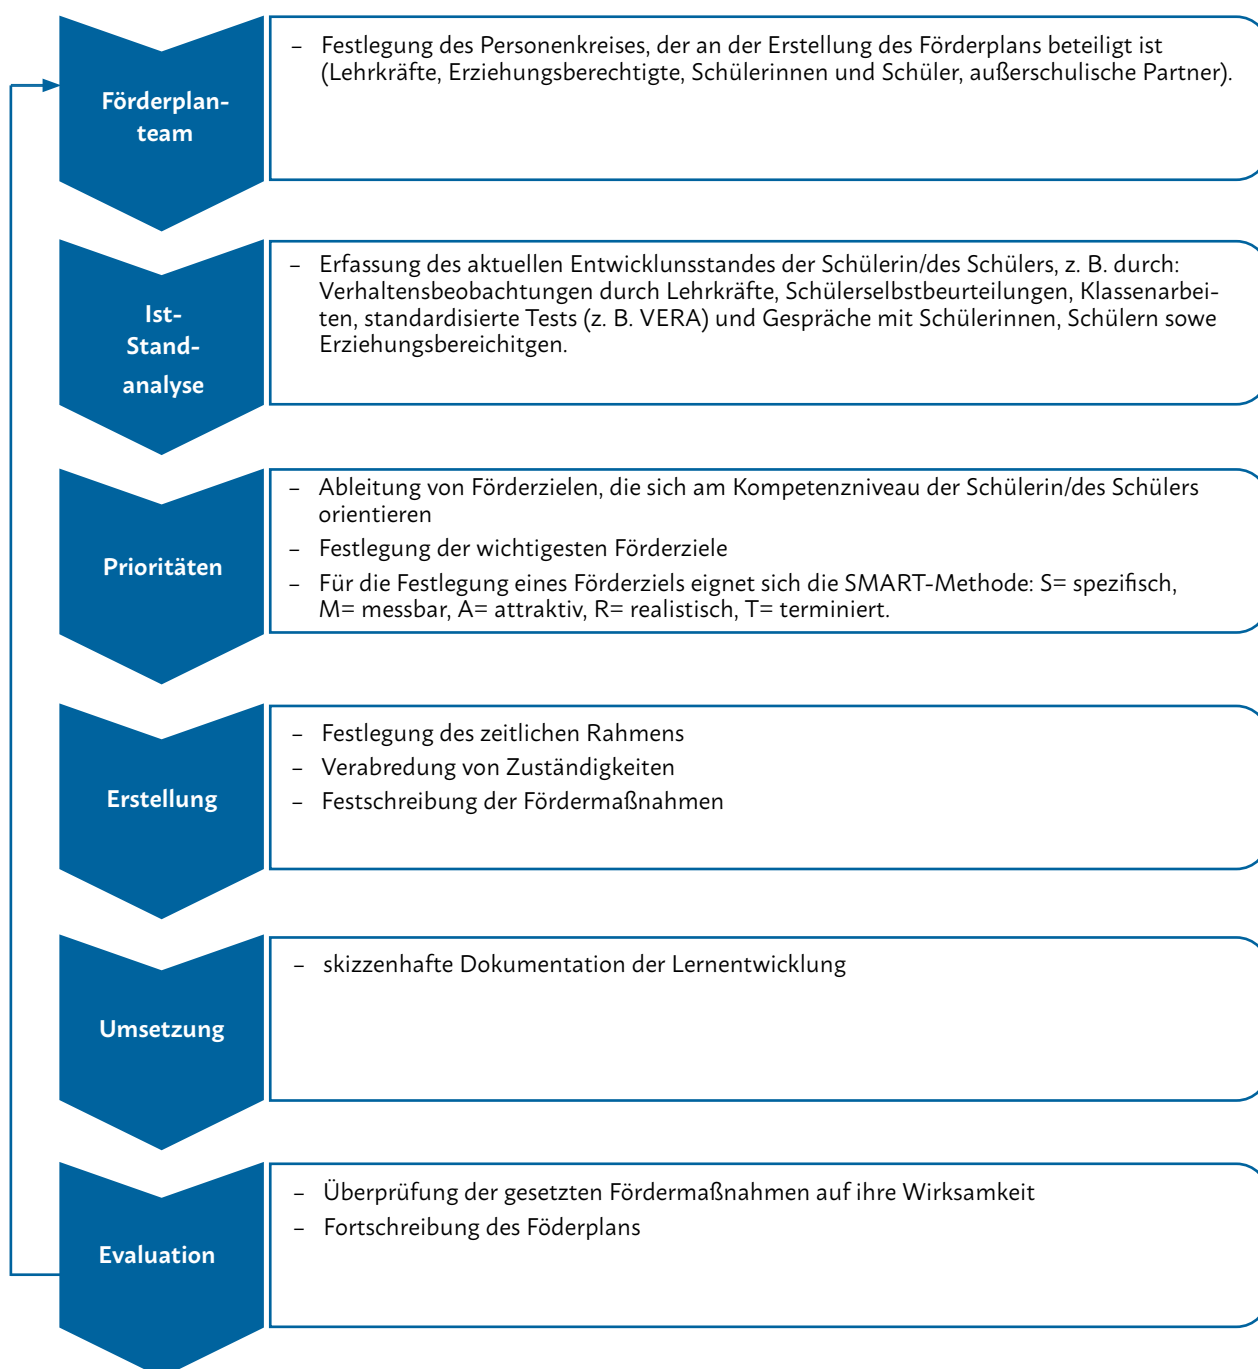 Förderplan-
team
– Festlegung des Personenkreises, der an der Erstellung des Förderplans beteiligt ist
(Lehrkräfte, Erziehungsberechtigte, Schülerinnen und Schüler, außerschulische Partner).
Ist-
Stand-
analyse
– Erfassung des aktuellen Entwicklunsstandes der Schülerin/des Schülers, z. B. durch:
Verhaltensbeobachtungen durch Lehrkräfte, Schülerselbstbeurteilungen, Klassenarbei-
ten, standardisierte Tests (z. B. VERA) und Gespräche mit Schülerinnen, Schülern sowe
Erziehungsbereichitgen.
Prioritäten
– Ableitung von Förderzielen, die sich am Kompetenzniveau der Schülerin/des Schülers
orientieren
– Festlegung der wichtigesten Förderziele
– Für die Festlegung eines Förderziels eignet sich die SMART-Methode: S= spezifisch,
M= messbar, A= attraktiv, R= realistisch, T= terminiert.
Erstellung
– Festlegung des zeitlichen Rahmens
– Verabredung von Zuständigkeiten
– Festschreibung der Fördermaßnahmen
Umsetzung
– skizzenhafte Dokumentation der Lernentwicklung
Evaluation
– Überprüfung der gesetzten Fördermaßnahmen auf ihre Wirksamkeit
– Fortschreibung des Föderplans